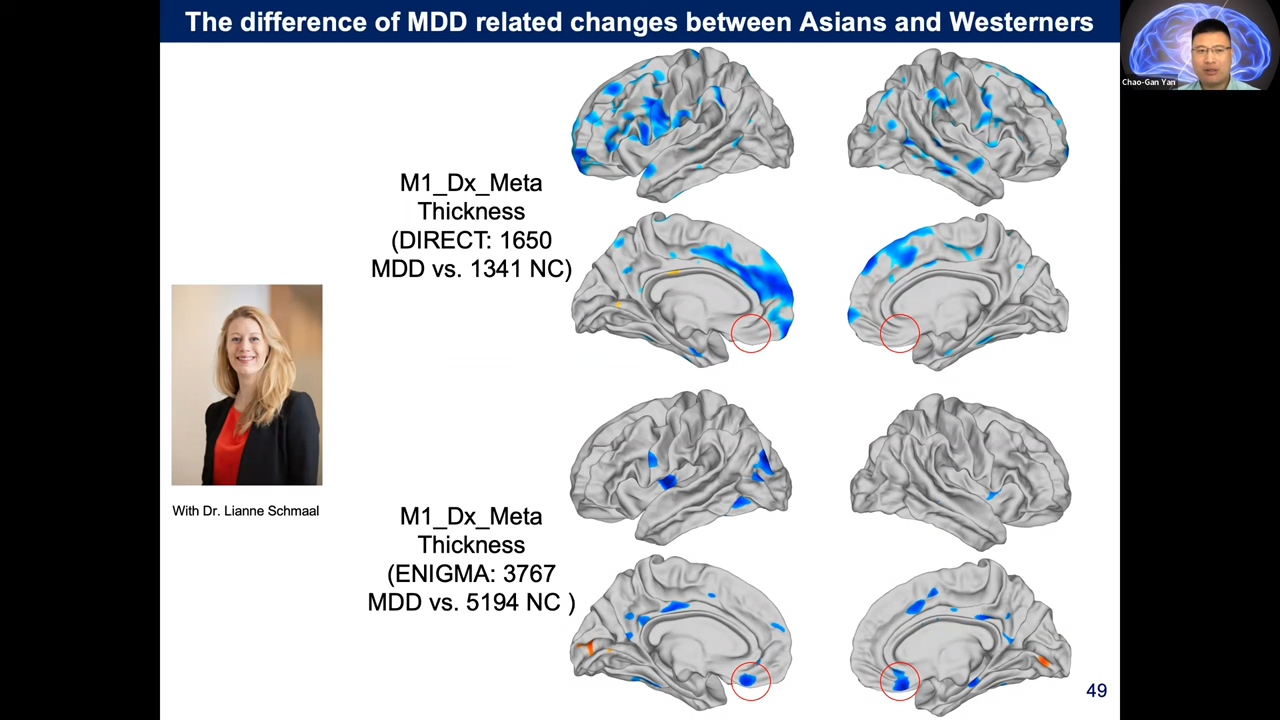 The difference of MDD related changes between Asians and Westerners
Chao-Gan Yan
M1_Dx_Meta
Thickness
(DIRECT: 1650
MDD vs. 1341 NC)
With Dr. Lianne Schmaal
M1_Dx_Meta
Thickness
(ENIGMA: 3767
MDD vs. 5194 NC )
49